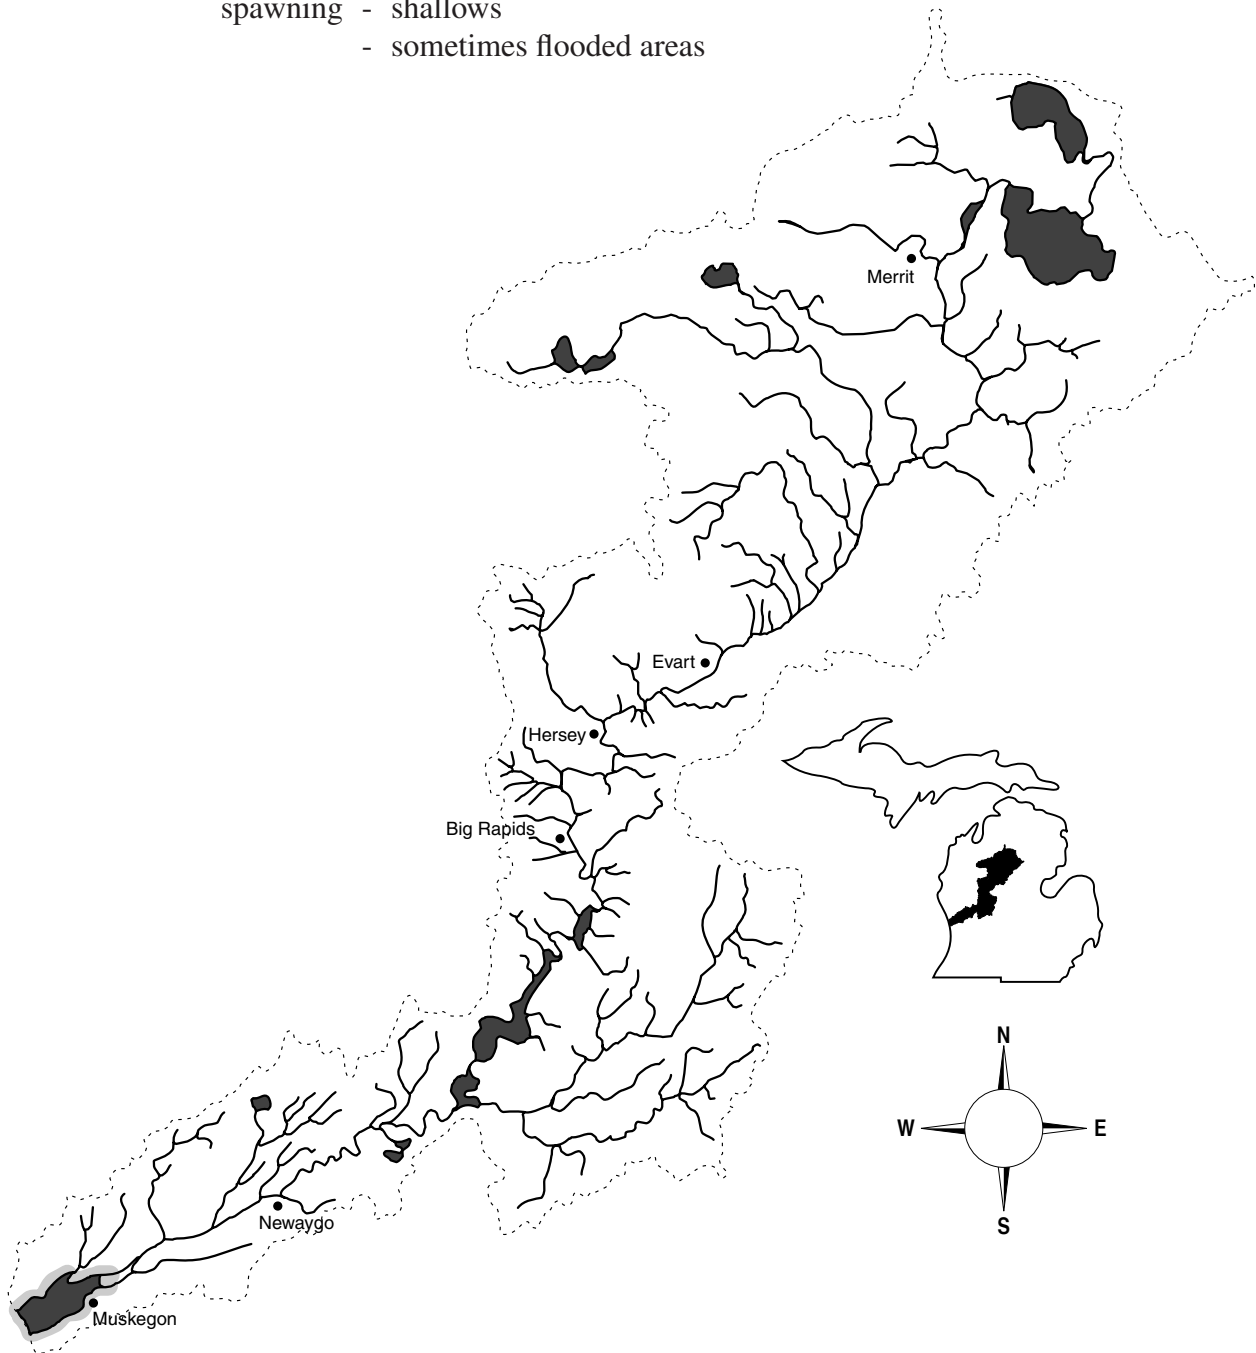 spawning - shallows
- sometimes flooded areas
Merrit
Evart
Hersey
Big Rapids
N
W E
S
Newaygo
Muskegon